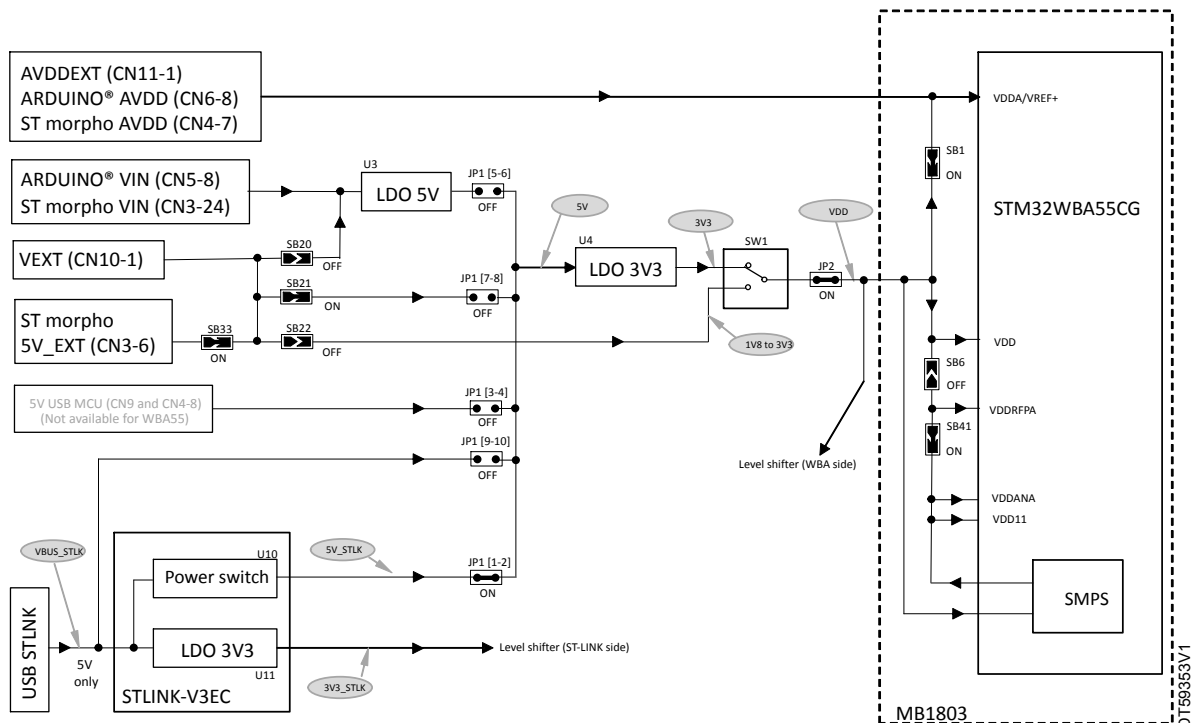 AVDDEXT (CN11-1)
ARDUINO® AVDD (CN6-8)
ST morpho AVDD (CN4-7)
VDDA/VREF+
SB1
ON
STM32WBA55CG
ARDUINO® VIN (CN5-8)
ST morpho VIN (CN3-24)
U3
LDO 5V
JP1 [5-6]
OFF
5V
3V3
VDD
VEXT (CN10-1)
SB20
OFF
U4
LDO 3V3
SW1
JP2
ON
SB21
ON
JP1 [7-8]
OFF
ST morpho
5V_EXT (CN3-6)
SB33
ON
SB22
OFF
1V8 to 3V3
VDD
SB6
OFF
5V USB MCU (CN9 and CN4-8)
(Not available for WBA55)
JP1 [3-4]
OFF
VDDRFPA
SB41
ON
JP1 [9-10]
OFF
Level shifter (WBA side)
VDDANA
VDD11
VBUS_STLK
U10
Power switch
5V_STLK
JP1 [1-2]
ON
SMPS
USB STLNK
5V
only
LDO 3V3
U11
STLINK-V3EC
3V3_STLK
Level shifter (ST-LINK side)
MB1803
DT59353V1